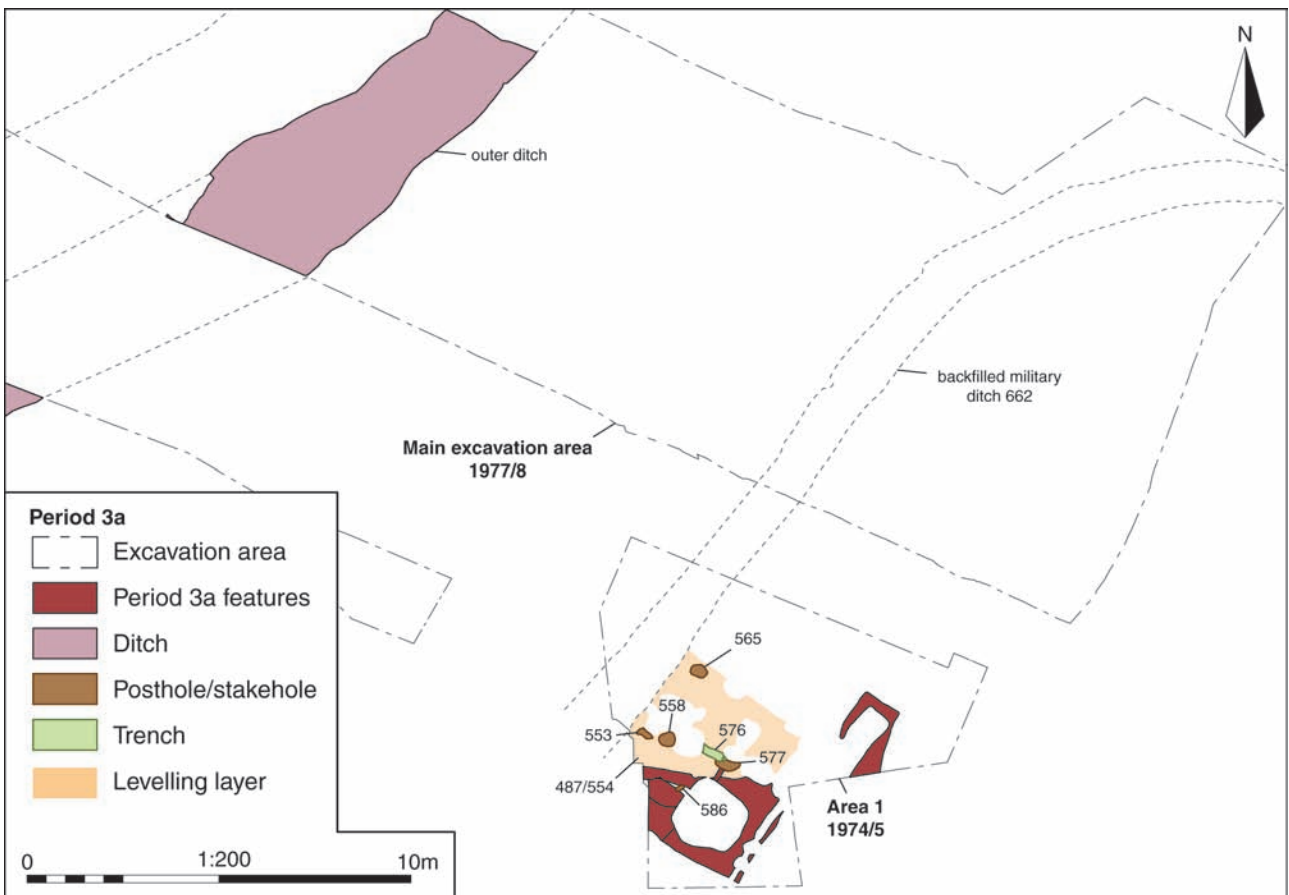 N
outer ditch
backfilled military
ditch 662
Main excavation area
1977/8
Period 3a
Excavation area
Period 3a features
Ditch
Posthole/stakehole
Trench
Levelling layer
0
1:200
10m
565
558
553
576
577
487/554
586
Area 1
1974/5